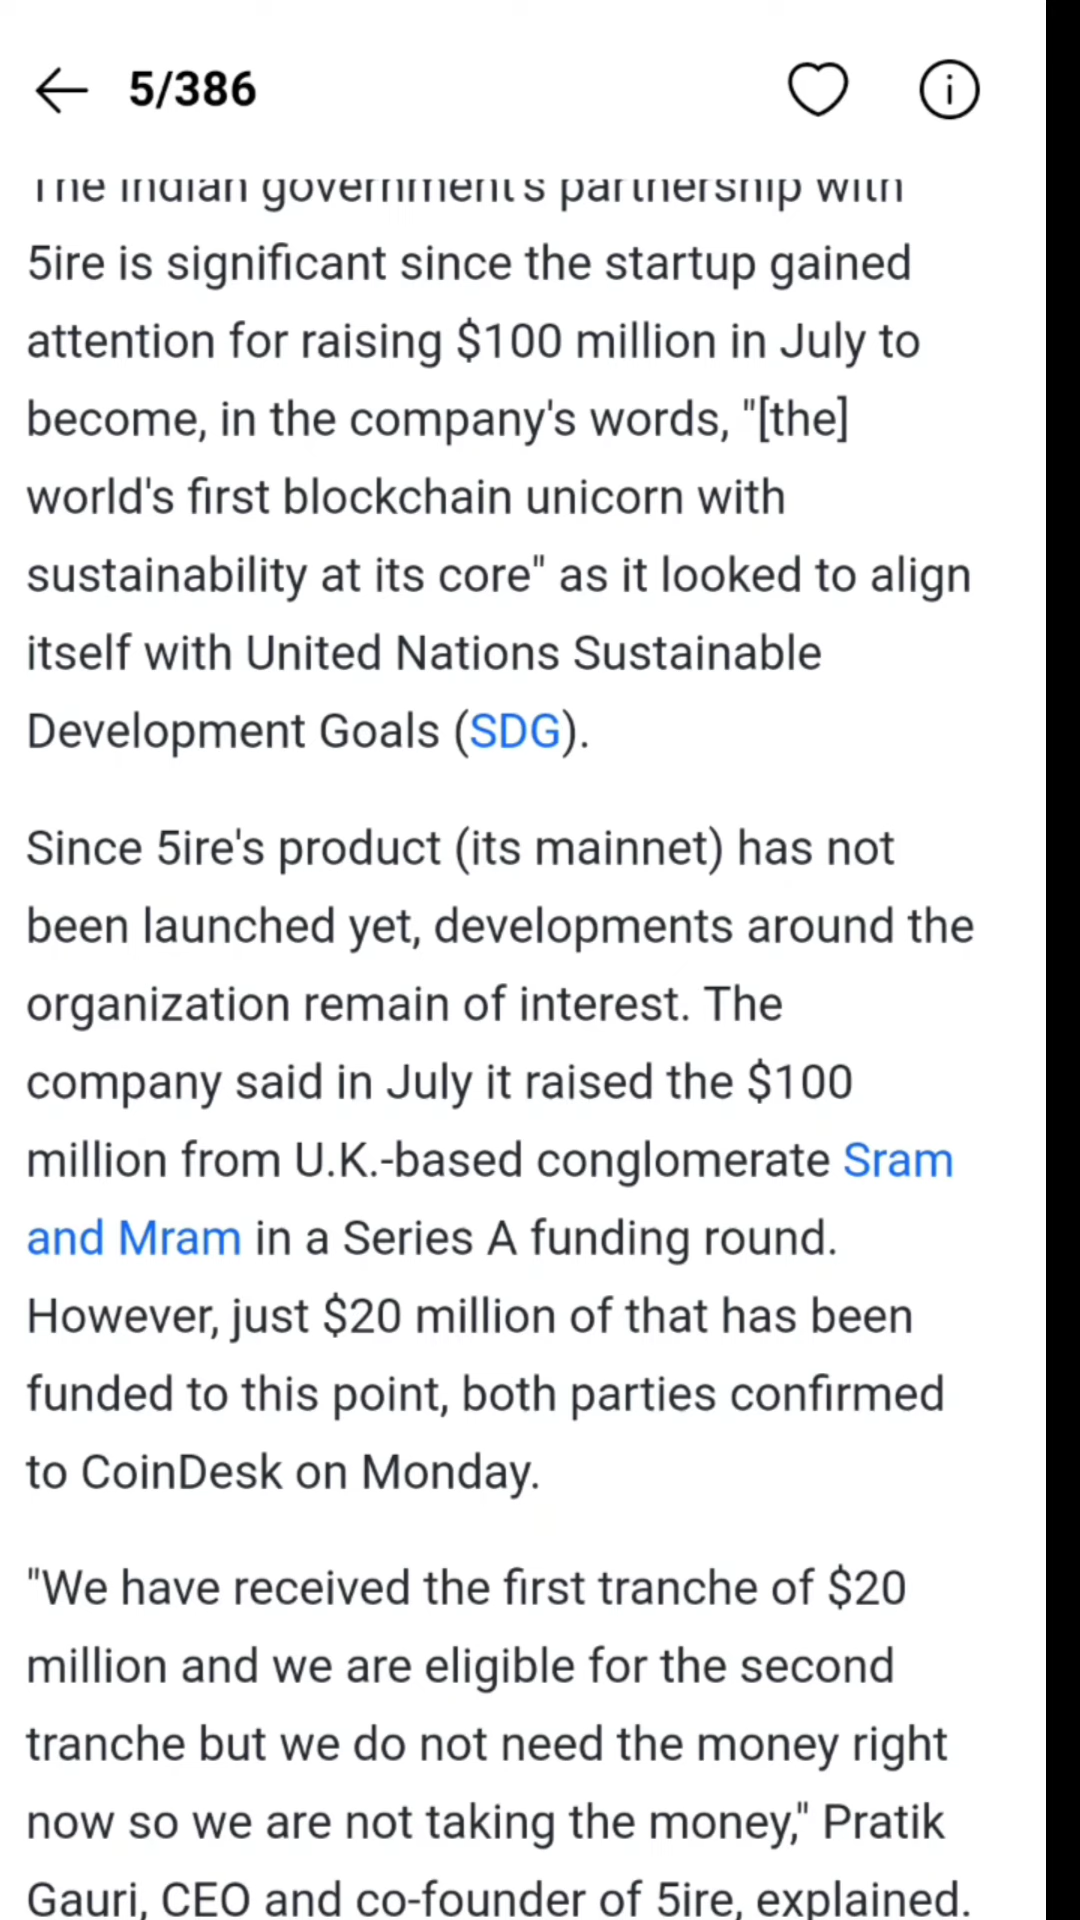 5/386
The Indian government's partnership with
5ire is significant since the startup gained
attention for raising $100 million in July to
become, in the company's words, "[the]
world's first blockchain unicorn with
sustainability at its core" as it looked to align
itself with United Nations Sustainable
Development Goals (SDG).
Since 5ire's product (its mainnet) has not
been launched yet, developments around the
organization remain of interest. The
company said in July it raised the $100
million from U.K.-based conglomerate Sram
and Mram in a Series A funding round.
However, just $20 million of that has been
funded to this point, both parties confirmed
to CoinDesk on Monday.
"We have received the first tranche of $20
million and we are eligible for the second
tranche but we do not need the money right
now so we are not taking the money," Pratik
Gauri, CEO and co-founder of 5ire, explained.